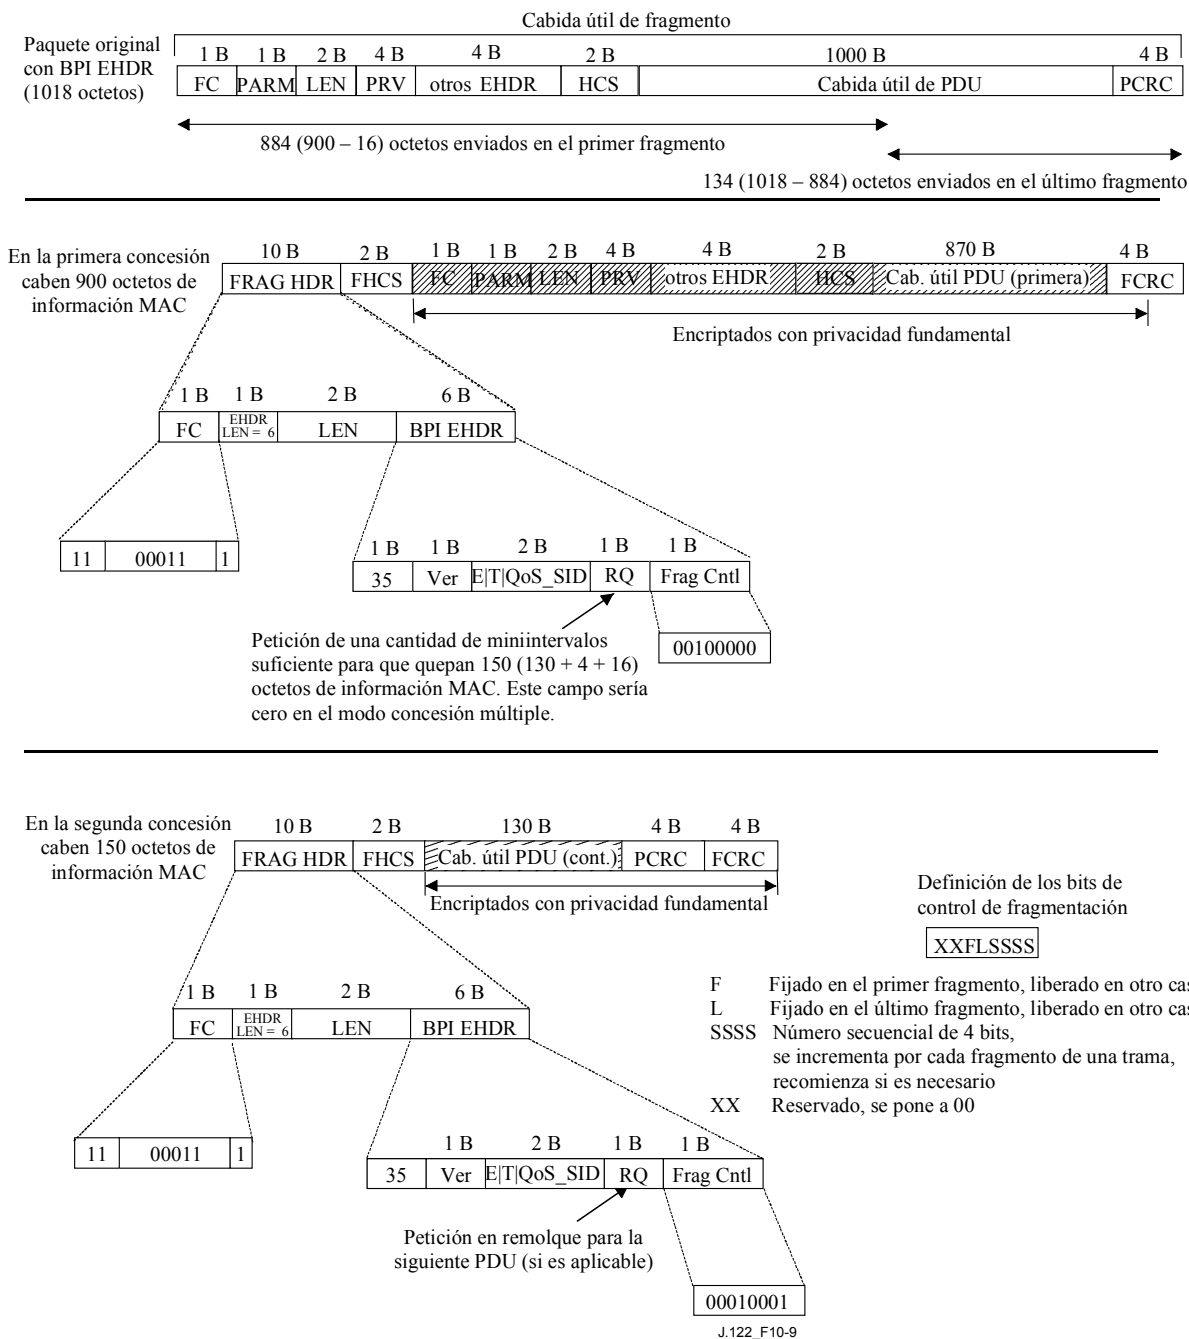 Cabida útil de fragmento
Paquete original
con BPI EHDR
(1018 octetos)
1 B 1 B 2 B 4 B 4 B 2 B 1000 B 4 B
FC PARM LEN PRV otros EHDR HCS Cabida útil de PDU PCRC
884 (900 – 16) octetos enviados en el primer fragmento
134 (1018 – 884) octetos enviados en el último fragmento
En la primera concesión
caben 900 octetos de
información MAC
10 B 2 B 1 B 1 B 2 B 4 B 4 B 2 B 870 B 4 B
FRAG HDR FHCS FC PARM LEN PRV otros EHDR HCS Cab. útil PDU (primera) FCRC
Encriptados con privacidad fundamental
1 B 1 B 2 B 6 B
FC EHDR LEN = 6 LEN BPI EHDR
11 00011 1
1 B 1 B 2 B 1 B 1 B
35 Ver E|T|QoS_SID RQ Frag Cntl
00100000
Petición de una cantidad de miniintervalos
suficiente para que quepan 150 (130 + 4 + 16)
octetos de información MAC. Este campo sería
cero en el modo concesión múltiple.
En la segunda concesión
caben 150 octetos de
información MAC
10 B 2 B 130 B 4 B 4 B
FRAG HDR FHCS Cab. útil PDU (cont.) PCRC FCRC
Encriptados con privacidad fundamental
Definición de los bits de
control de fragmentación
XXFLSSSS
F Fijado en el primer fragmento, liberado en otro cas
L Fijado en el último fragmento, liberado en otro cas
SSSS Número secuencial de 4 bits,
se incrementa por cada fragmento de una trama,
recomienza si es necesario
XX Reservado, se pone a 00
1 B 1 B 2 B 6 B
FC EHDR LEN = 6 LEN BPI EHDR
11 00011 1
1 B 2 B 1 B 1 B
35 Ver E|T|QoS_SID RQ Frag Cntl
Petición en remolque para la
siguiente PDU (si es aplicable)
00010001
J.122_F10-9